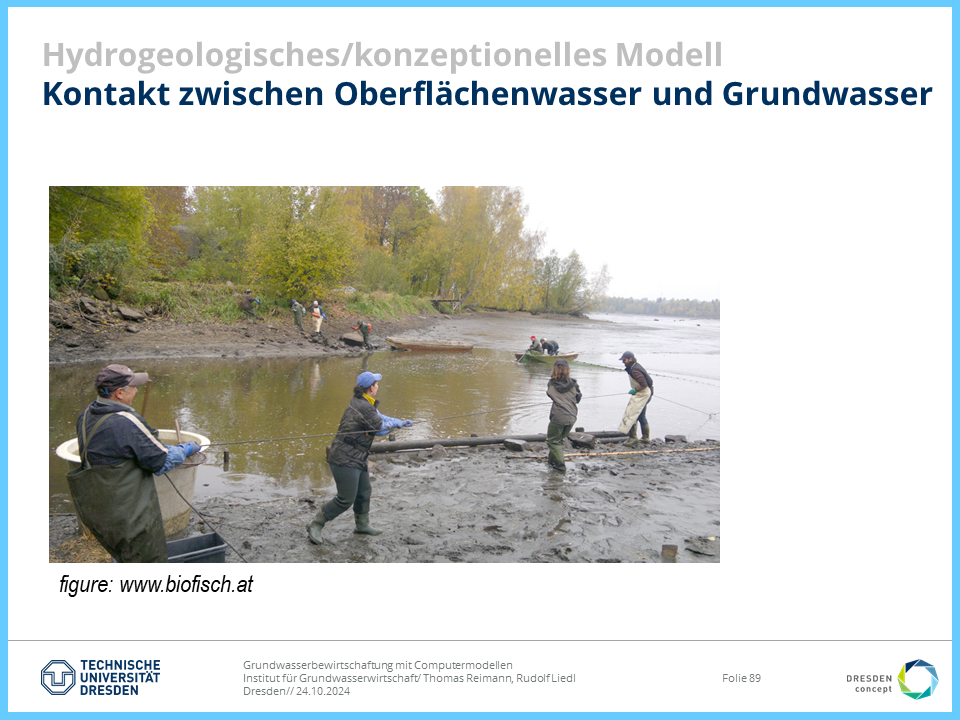 Hydrogeologisches/konzeptionelles Modell
Kontakt zwischen Oberflächenwasser und Grundwasser
figure: www.biofisch.at
TECHNISCHE
UNIVERSITÄT
DRESDEN
Grundwasserbewirtschaftung mit Computermodellen
Institut für Grundwasserwirtschaft/ Thomas Reimann, Rudolf Liedl
Dresden// 24.10.2024
Folie 89
DRESDEN
concept